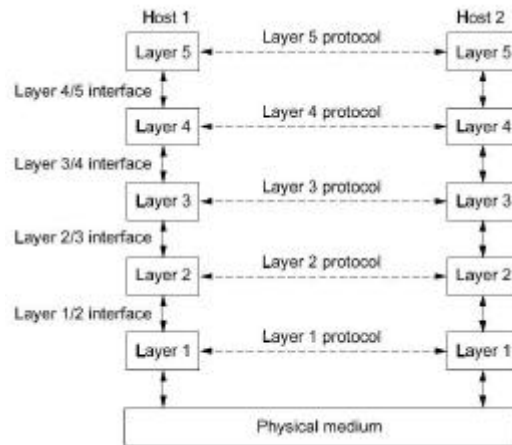 Host 1 Host 2
Layer 5 Layer 5 protocol Layer 5
Layer 4/5 interface
Layer 4 Layer 4 protocol Layer 4
Layer 3/4 interface
Layer 3 Layer 3 protocol Layer 3
Layer 2/3 interface
Layer 2 Layer 2 protocol Layer 2
Layer 1/2 interface
Layer 1 Layer 1 protocol Layer 1
Physical medium